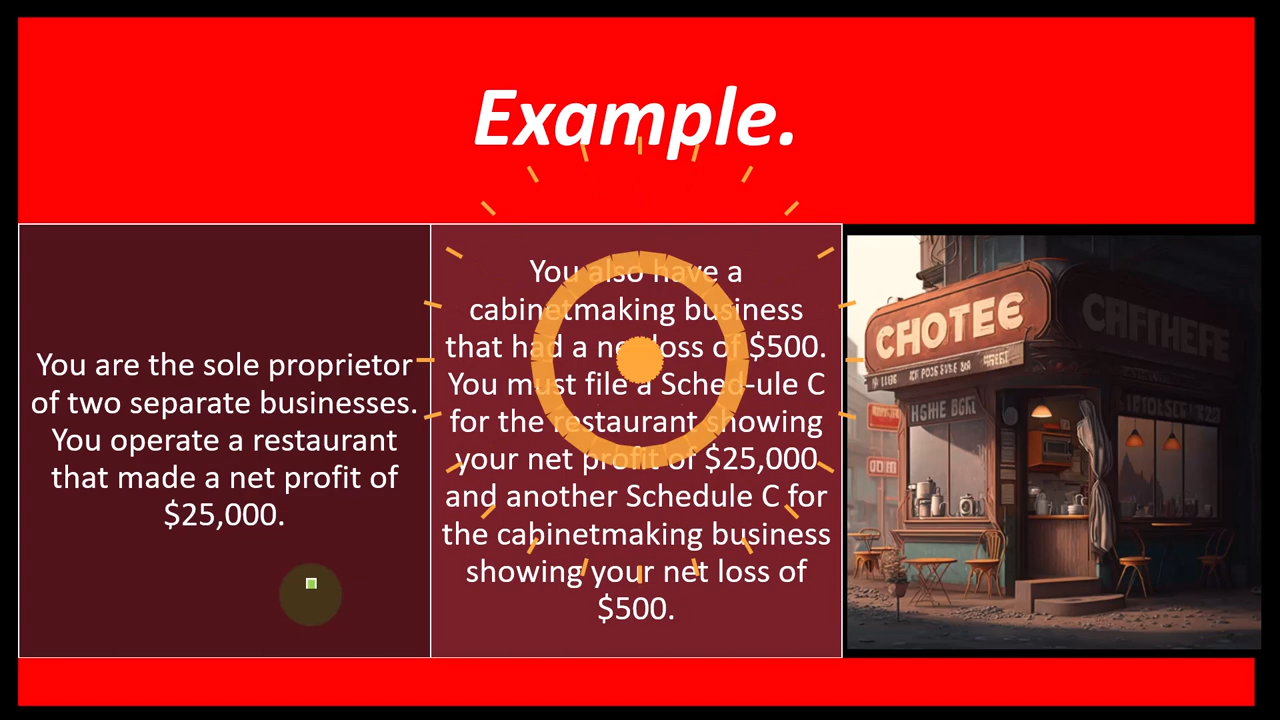 Example.
You are the sole proprietor
of two separate businesses.
You operate a restaurant
that made a net profit of
$25,000.
You also have a
cabinetmaking business
that had a net loss of $500.
You must file a Sched-ule C
for the restaurant showing
your net profit of $25,000
and another Schedule C for
the cabinetmaking business
showing your net loss of
$500.
CHOTEE